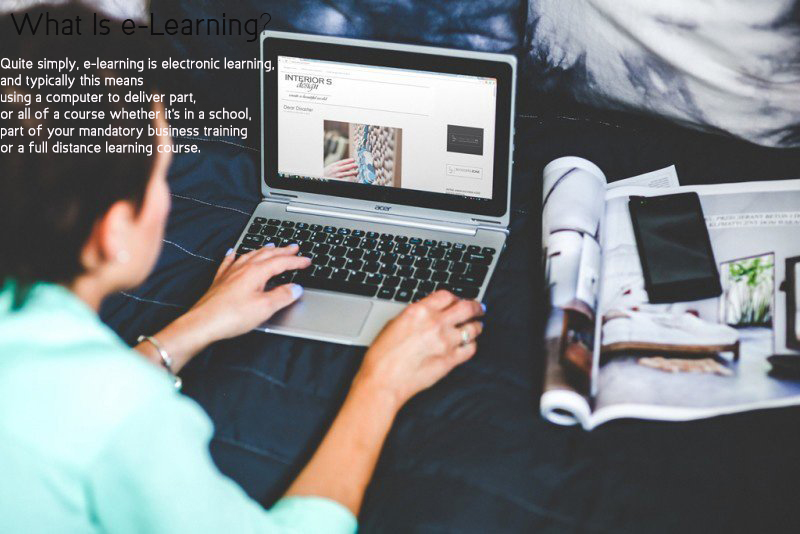 What Is e-Learning?
Quite simply, e-learning is electronic learning,
and typically this means
using a computer to deliver part,
or all of a course whether it's in a school,
part of your mandatory business training
or a full distance learning course.
INTERIORS
design
acer